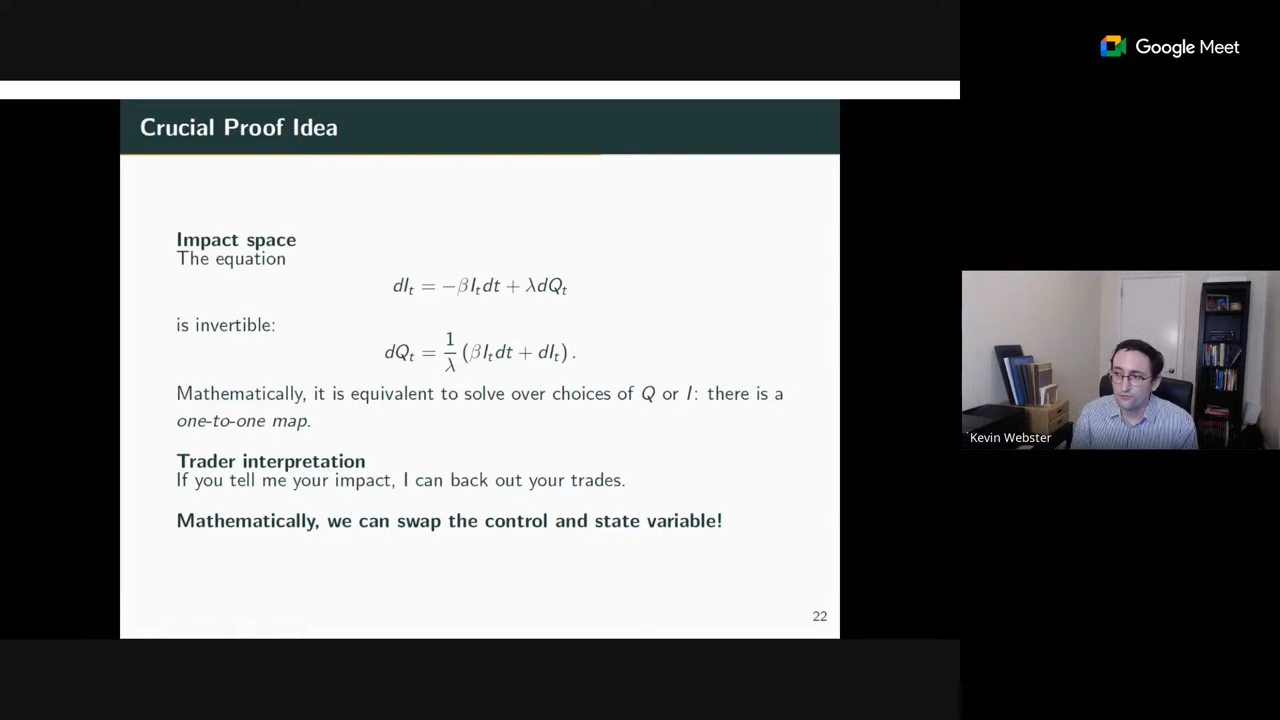 Google Meet
Crucial Proof Idea
Impact space
The equation
dI_t = −βI_t dt + λdQ_t
is invertible:
dQ_t = 1/λ (βI_t dt + dI_t).
Mathematically, it is equivalent to solve over choices of Q or I: there is a
one-to-one map.
Trader interpretation
If you tell me your impact, I can back out your trades.
Mathematically, we can swap the control and state variable!
22
Kevin Webster